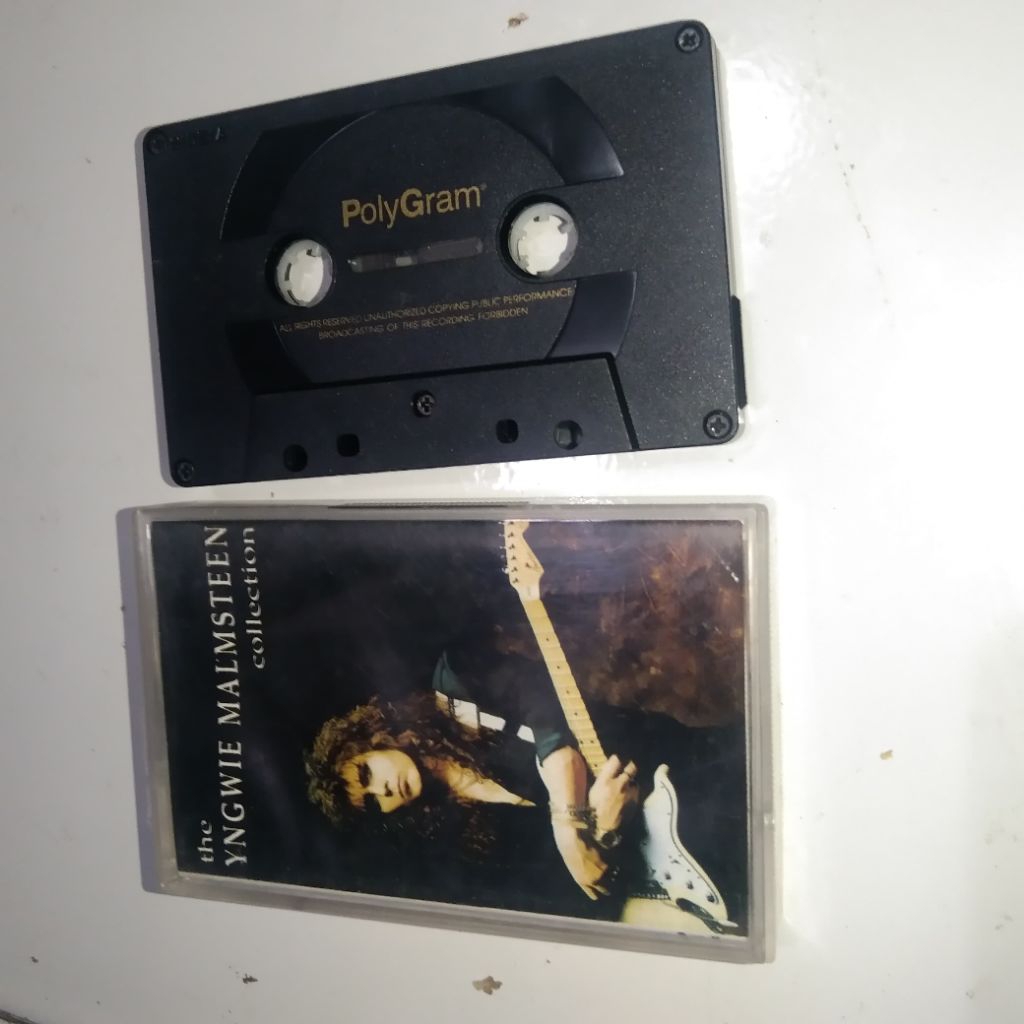 PolyGram
ALL RIGHTS RESERVED UNAUTHORIZED COPYING PUBLIC PERFORMANCE
BROADCASTING OF THIS RECORDING FORBIDDEN
the
YNGWIE MALMSTEEN
collection